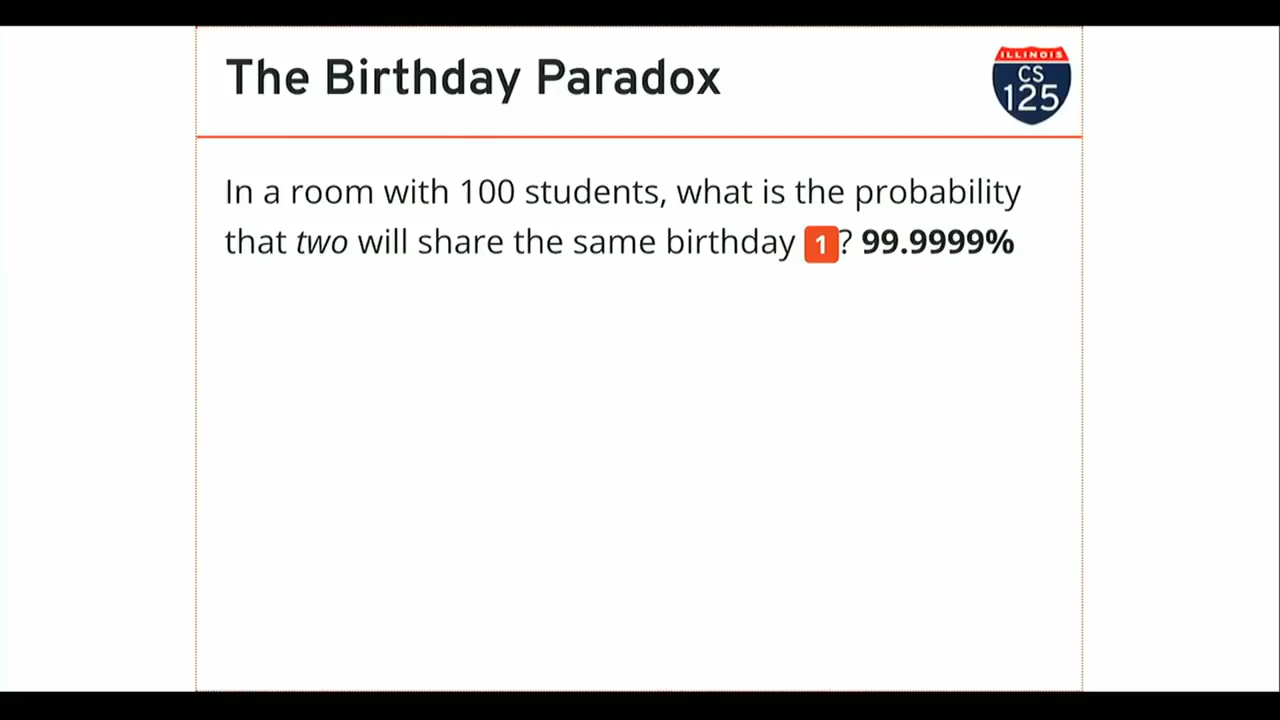 The Birthday Paradox
ILLINOIS
CS
125
In a room with 100 students, what is the probability
that two will share the same birthday 1? 99.9999%